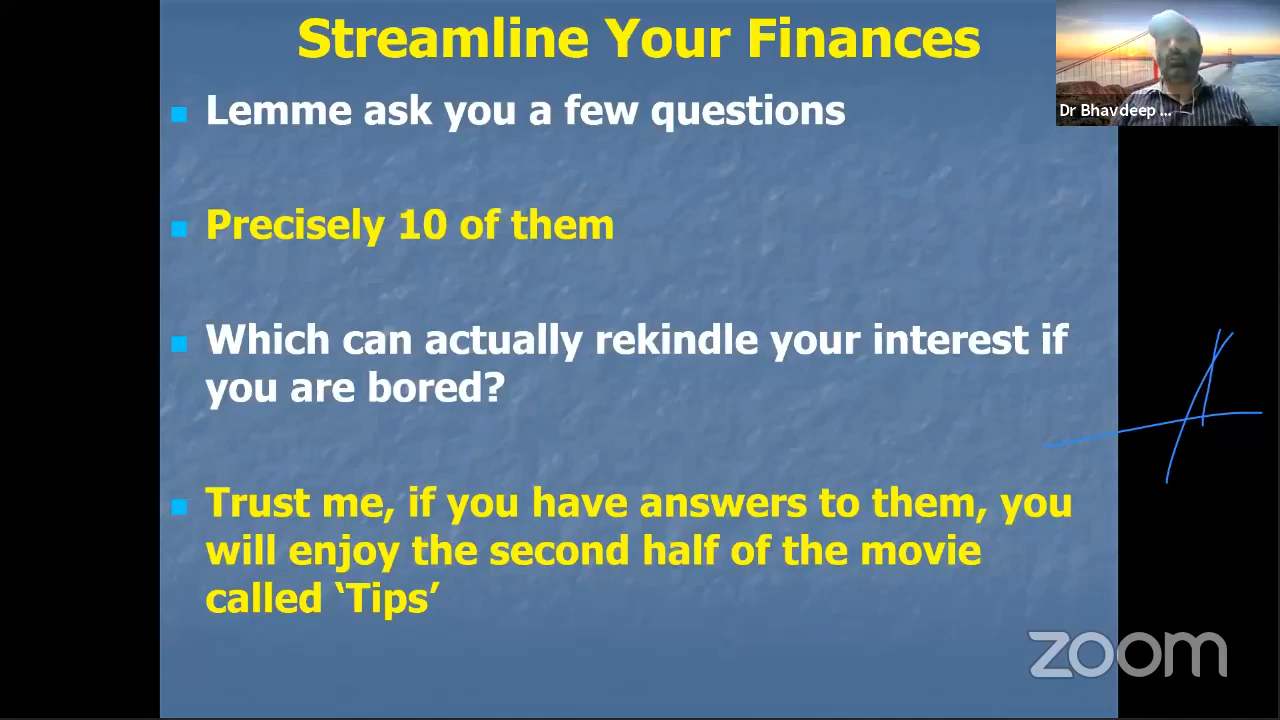 Streamline Your Finances
Lemme ask you a few questions
Precisely 10 of them
Which can actually rekindle your interest if
you are bored?
Trust me, if you have answers to them, you
will enjoy the second half of the movie
called ‘Tips’
Dr Bhavdeep ...
zoom